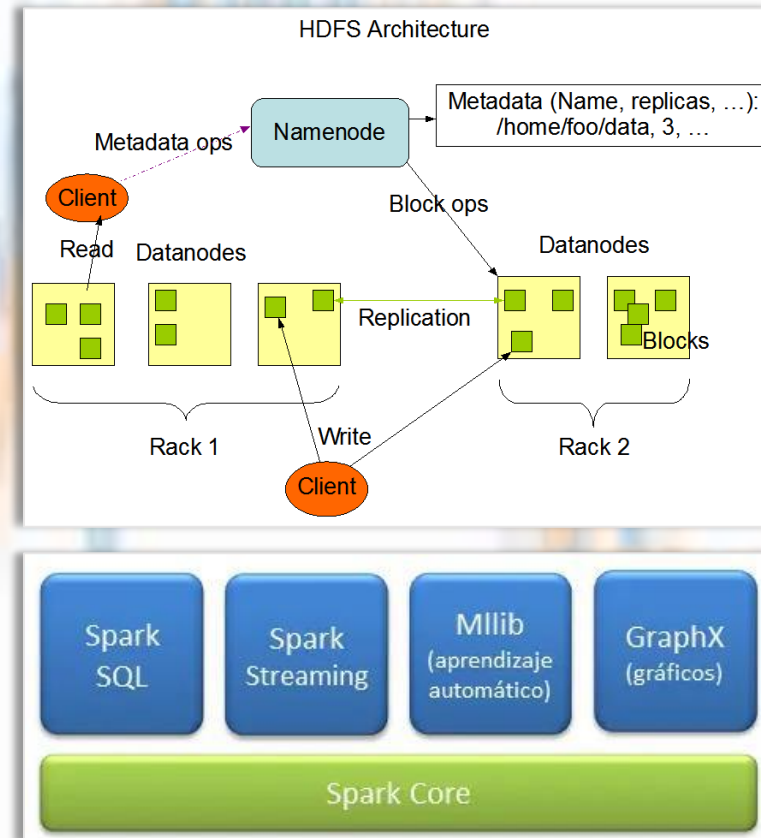 HDFS Architecture
Metadata (Name, replicas, …):
/home/foo/data, 3, …
Namenode
Metadata ops
Client
Block ops
Read
Datanodes
Datanodes
Replication
Blocks
Rack 1
Write
Rack 2
Client
Spark
SQL
Spark
Streaming
Mllib
(aprendizaje
automático)
GraphX
(gráficos)
Spark Core